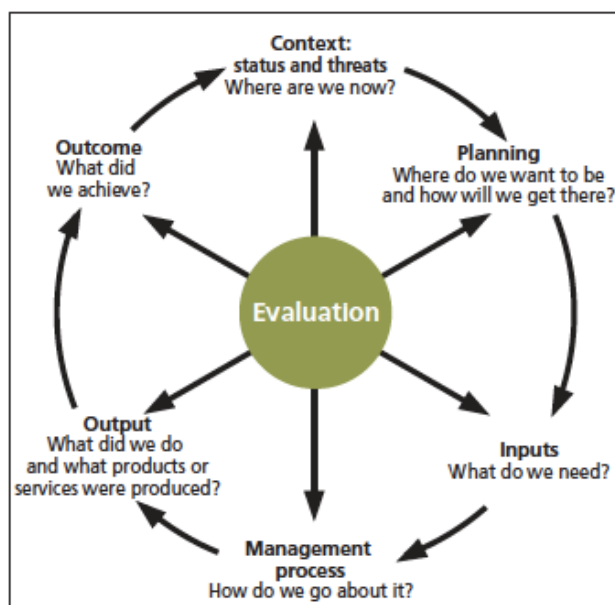 Context:
status and threats
Where are we now?
Planning
Where do we want to be
and how will we get there?
Inputs
What do we need?
Management
process
How do we go about it?
Output
What did we do
and what products or
services were produced?
Outcome
What did
we achieve?
Evaluation